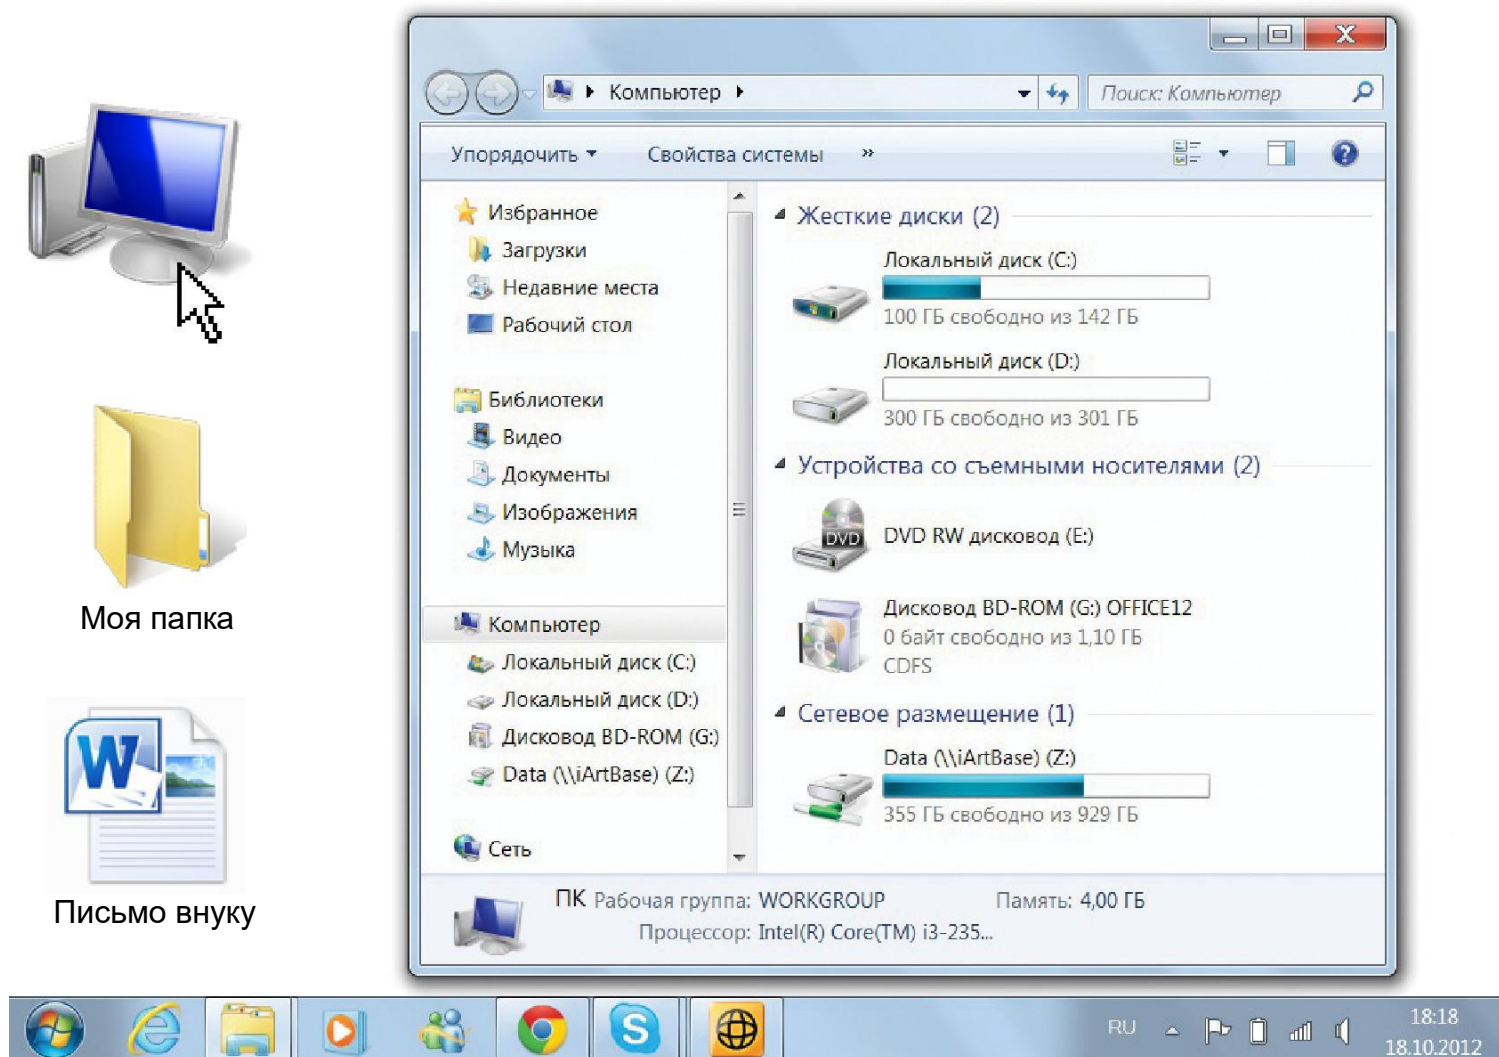 Моя папка
W
Письмо внуку
Компьютер
Поиск: Компьютер
Упорядочить
Свойства системы
»
Избранное
Загрузки
Недавние места
Рабочий стол
Библиотеки
Видео
Документы
Изображения
Музыка
Компьютер
Локальный диск (C:)
Локальный диск (D:)
Дисковод BD-ROM (G:)
Data (\\iArtBase) (Z:)
Сеть
Жесткие диски (2)
Локальный диск (C:)
100 ГБ свободно из 142 ГБ
Локальный диск (D:)
300 ГБ свободно из 301 ГБ
Устройства со съемными носителями (2)
DVD
DVD RW дисковод (E:)
Дисковод BD-ROM (G:) OFFICE12
0 байт свободно из 1,10 ГБ
CDFS
Сетевое размещение (1)
Data (\\iArtBase) (Z:)
355 ГБ свободно из 929 ГБ
ПК Рабочая группа: WORKGROUP Память: 4,00 ГБ
Процессор: Intel(R) Core(TM) i3-235...
RU
18:18
18.10.2012